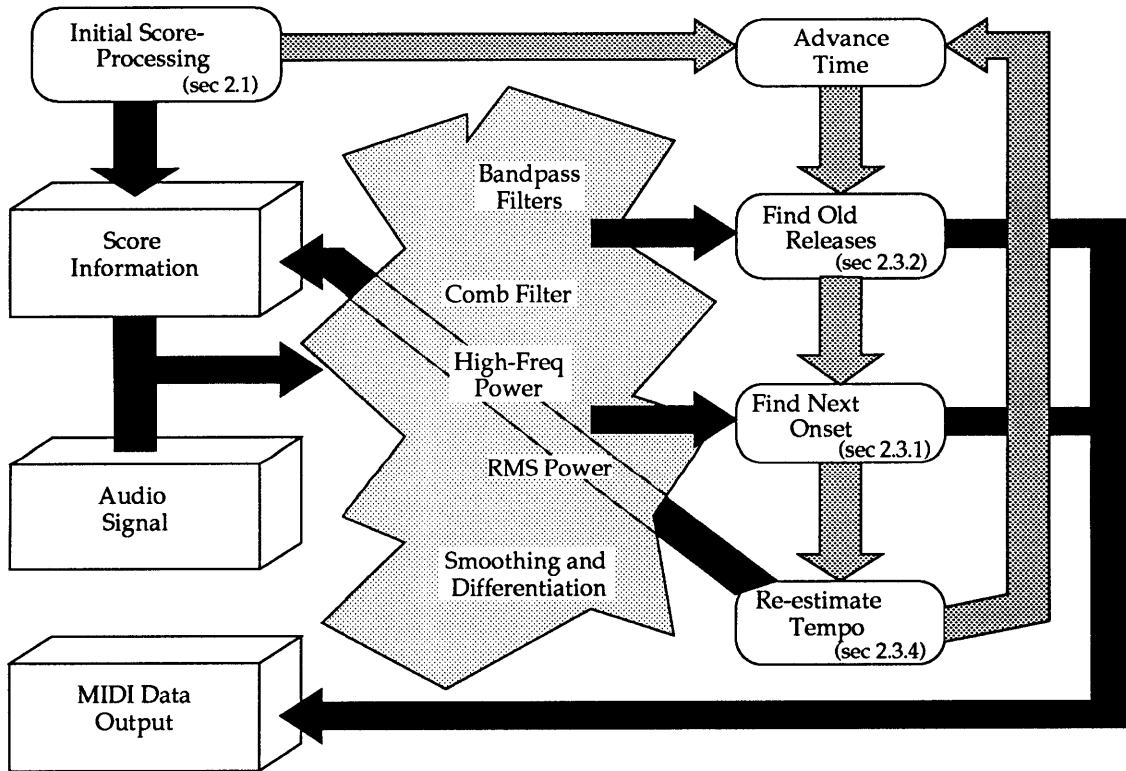 Initial Score-
Processing
(sec 2.1)
Advance
Time
Bandpass
Filters
Score
Information
Find Old
Releases
(sec 2.3.2)
Comb Filter
High-Freq
Power
Find Next
Onset
(sec 2.3.1)
RMS Power
Audio
Signal
Smoothing and
Differentiation
Re-estimate
Tempo
(sec 2.3.4)
MIDI Data
Output